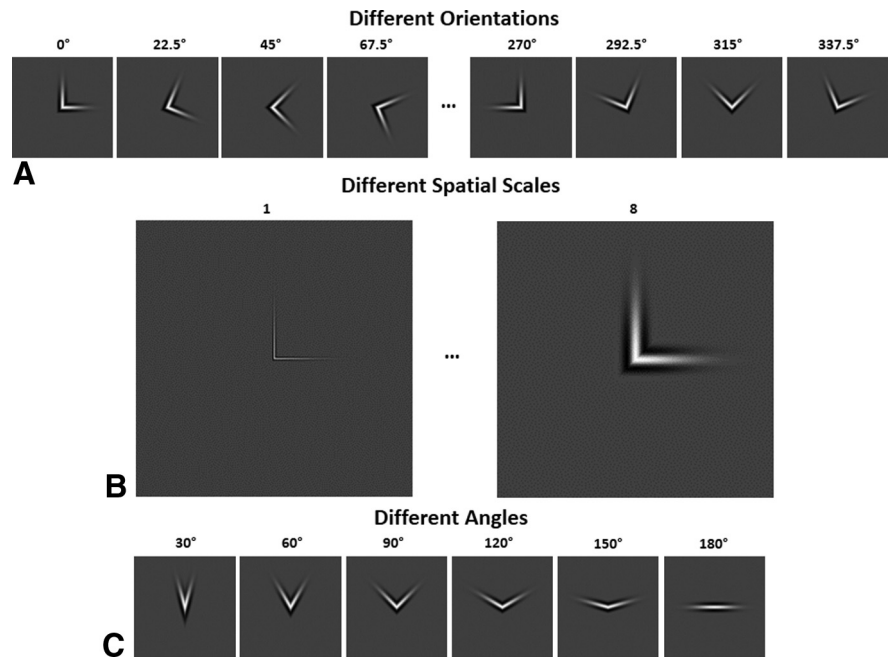 Different Orientations
0° 22.5° 45° 67.5° ... 270° 292.5° 315° 337.5°
A
Different Spatial Scales
1 ... 8
B
Different Angles
30° 60° 90° 120° 150° 180°
C